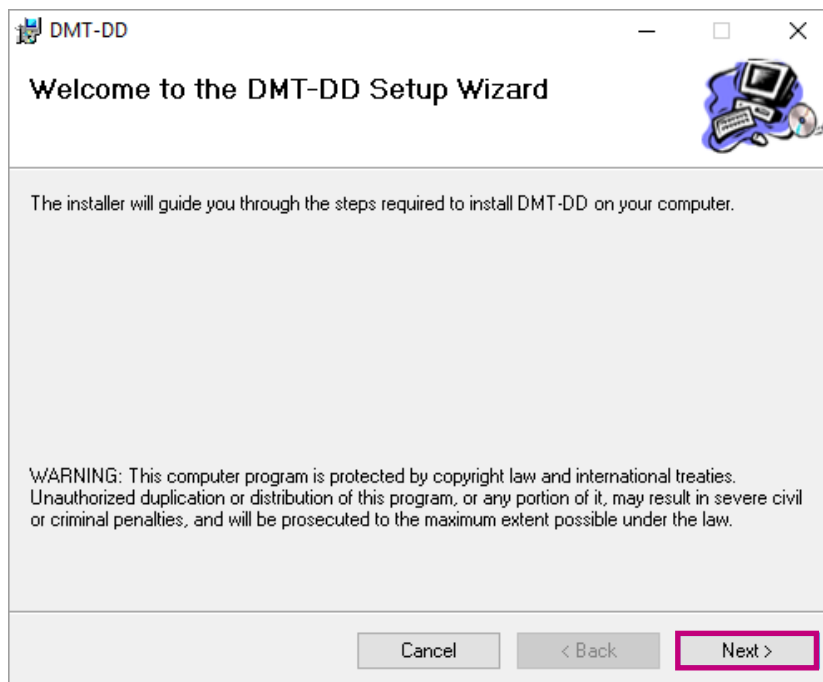 DMT-DD
Welcome to the DMT-DD Setup Wizard
The installer will guide you through the steps required to install DMT-DD on your computer.
WARNING: This computer program is protected by copyright law and international treaties.
Unauthorized duplication or distribution of this program, or any portion of it, may result in severe civil
or criminal penalties, and will be prosecuted to the maximum extent possible under the law.
Cancel
< Back
Next >